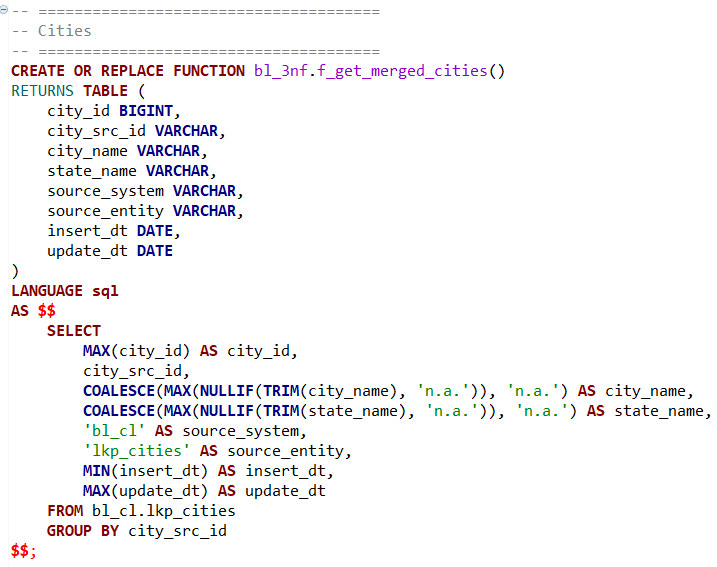 -- ======================================
-- Cities
-- ======================================
CREATE OR REPLACE FUNCTION bl_3nf.f_get_merged_cities()
RETURNS TABLE (
    city_id BIGINT,
    city_src_id VARCHAR,
    city_name VARCHAR,
    state_name VARCHAR,
    source_system VARCHAR,
    source_entity VARCHAR,
    insert_dt DATE,
    update_dt DATE
)
LANGUAGE sql
AS $$
    SELECT
        MAX(city_id) AS city_id,
        city_src_id,
        COALESCE(MAX(NULLIF(TRIM(city_name), 'n.a.')), 'n.a.') AS city_name,
        COALESCE(MAX(NULLIF(TRIM(state_name), 'n.a.')), 'n.a.') AS state_name,
        'bl_cl' AS source_system,
        'lkp_cities' AS source_entity,
        MIN(insert_dt) AS insert_dt,
        MAX(update_dt) AS update_dt
    FROM bl_cl.lkp_cities
    GROUP BY city_src_id
$$;